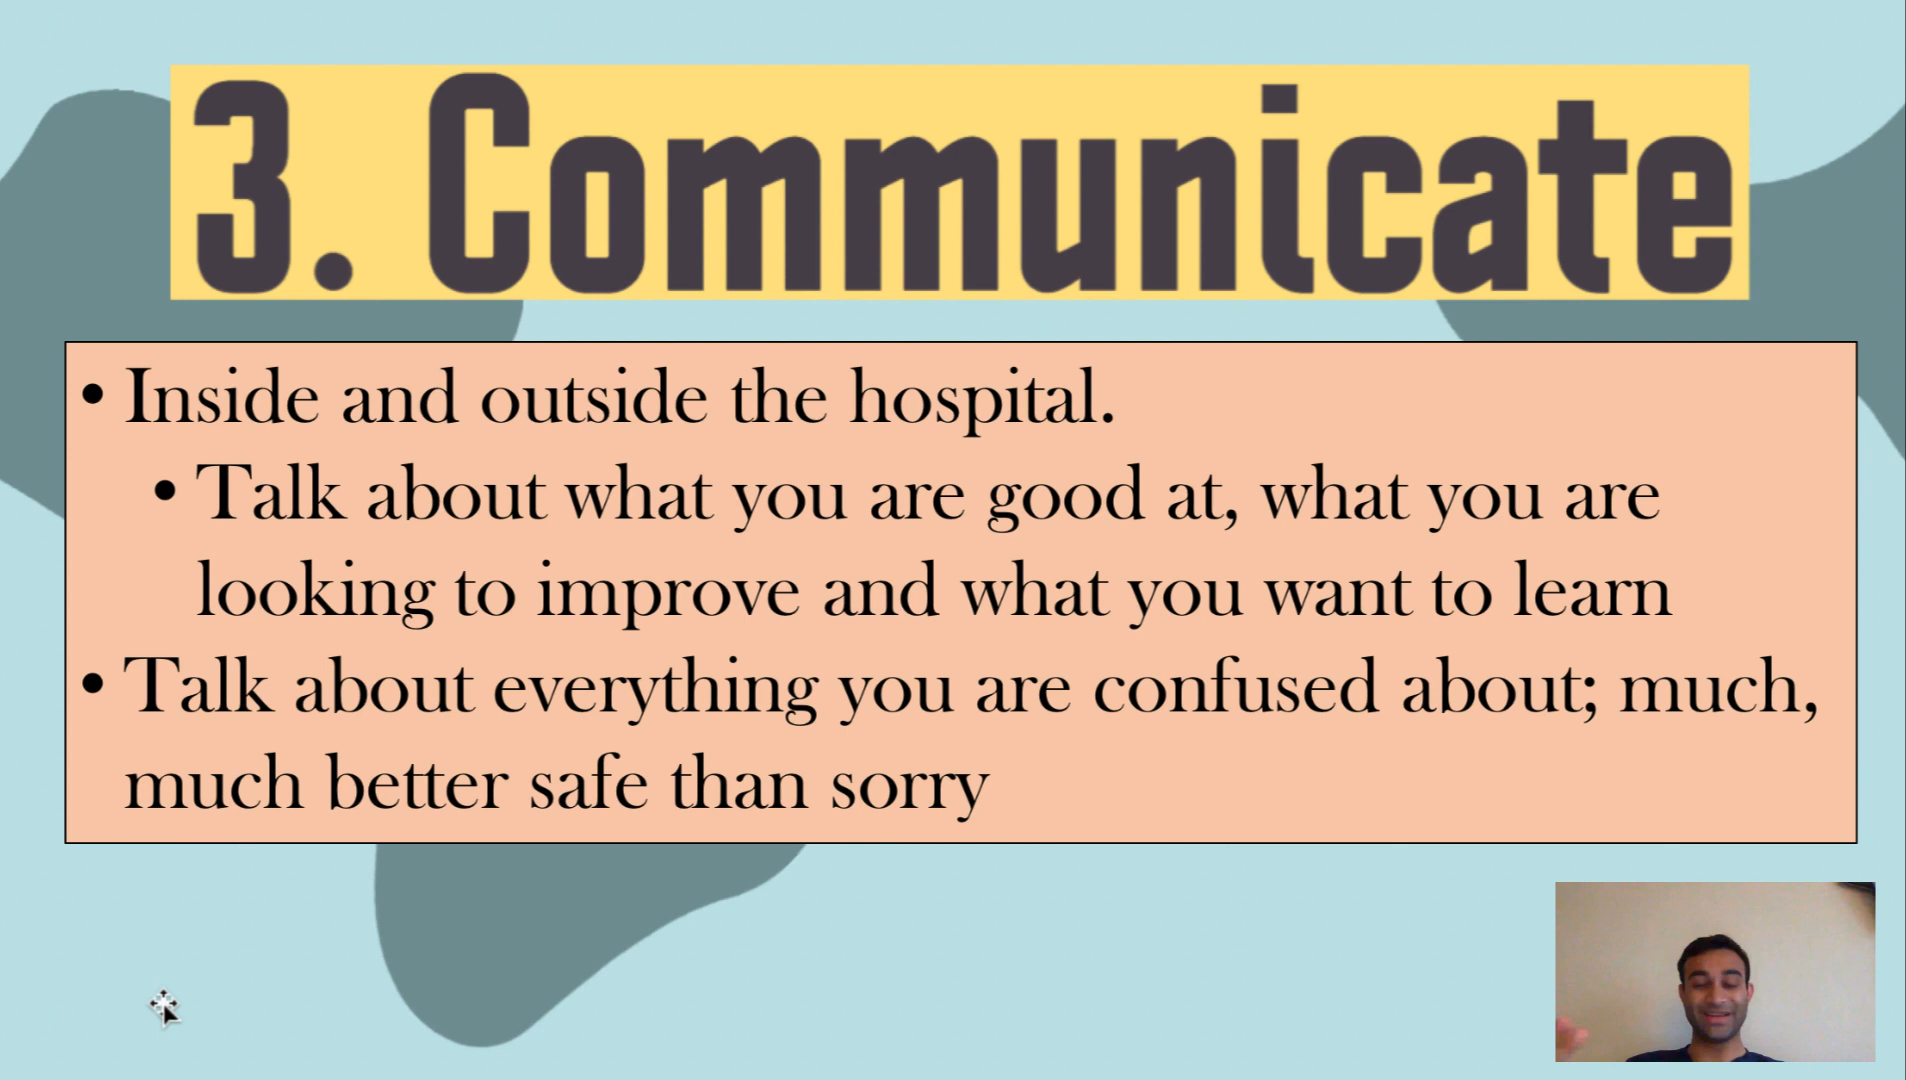 3. Communicate
• Inside and outside the hospital.
• Talk about what you are good at, what you are
looking to improve and what you want to learn
• Talk about everything you are confused about; much,
much better safe than sorry